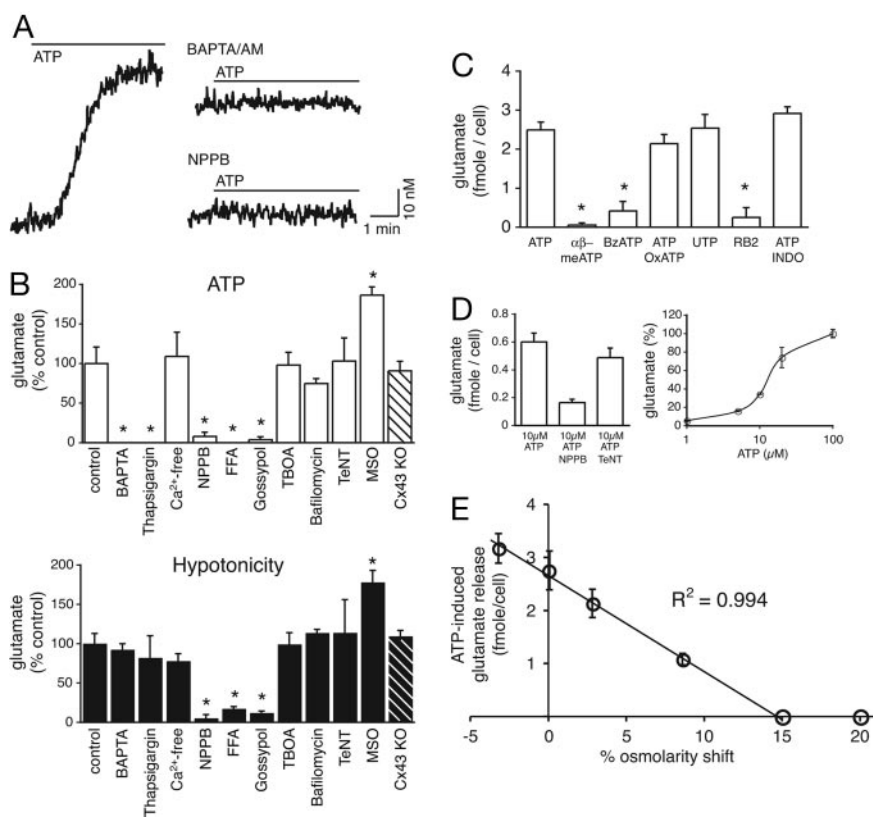 A
ATP
BAPTA/AM
ATP
NPPB
ATP
10 nM
1 min
B
ATP
glutamate
(% control)
200
150
100
50
0
*
*
*
*
*
*
control
BAPTA
Thapsigargin
Ca²⁺-free
NPPB
FFA
Gossypol
TBOA
Bafilomycin
TeNT
MSO
Cx43 KO
Hypotonicity
glutamate
(% control)
200
150
100
50
0
*
*
*
*
control
BAPTA
Thapsigargin
Ca²⁺-free
NPPB
FFA
Gossypol
TBOA
Bafilomycin
TeNT
MSO
Cx43 KO
C
glutamate
(fmole / cell)
4
3
2
1
0
*
*
*
ATP
αβ–
meATP
BzATP
ATP
OxATP
UTP
RB2
ATP
INDO
D
glutamate
(fmole / cell)
0.8
0.6
0.4
0.2
0
10µM
ATP
10µM
ATP
NPPB
10µM
ATP
TeNT
glutamate (%)
120
100
80
60
40
20
0
1
10
100
ATP (µM)
E
ATP-induced
glutamate release
(fmole/cell)
4
3
2
1
R² = 0.994
-5
0
5
10
15
20
% osmolarity shift